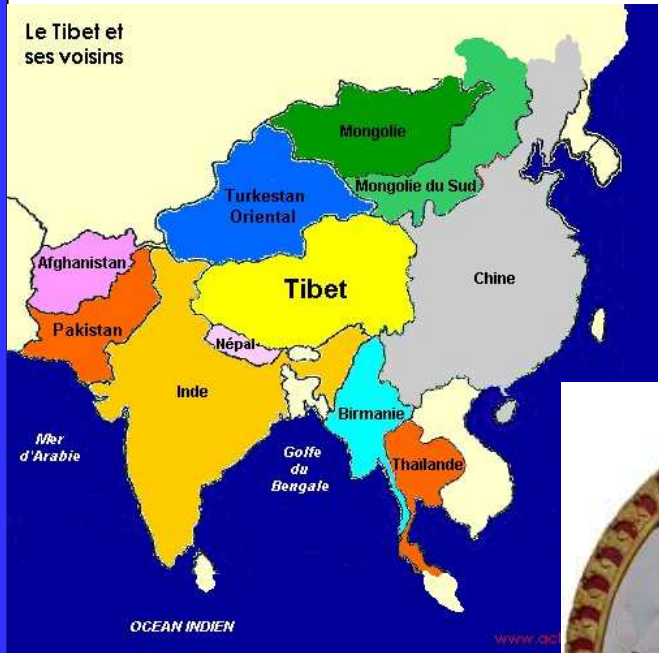 Le Tibet et
ses voisins
Mongolie
Mongolie du Sud
Turkestan
Oriental
Afghanistan
Tibet
Chine
Pakistan
Népal
Inde
Birmanie
Mer
d'Arabie
Golfe
du
Bengale
Thaïlande
OCEAN INDIEN